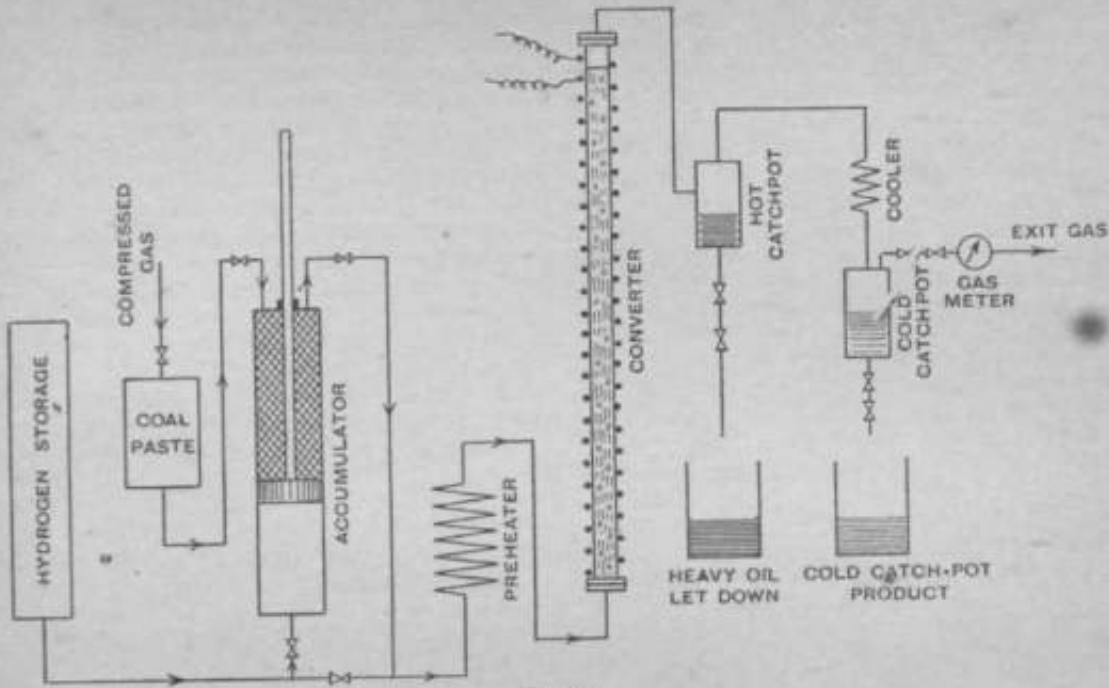 HYDROGEN STORAGE
COMPRESSED
GAS
COAL
PASTE
ACCUMULATOR
PREHEATER
CONVERTER
HOT
CATCHPOT
COOLER
COLD
CATCHPOT
EXIT GAS
GAS
METER
HEAVY OIL
LET DOWN
COLD CATCH-POT
PRODUCT